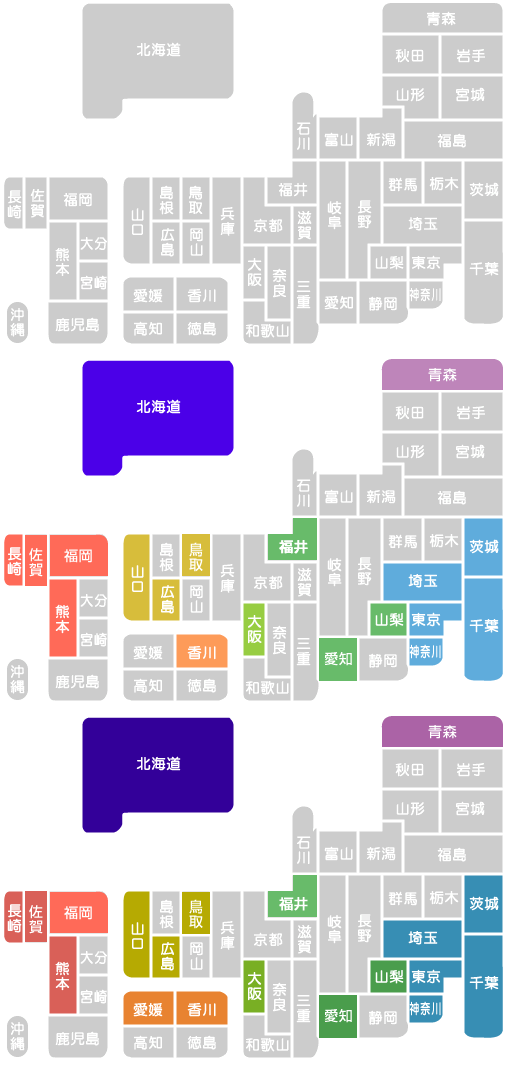 青森
北海道
秋田
岩手
山形
宮城
石川
富山
新潟
福島
長崎
佐賀
福岡
山口
島根
鳥取
兵庫
福井
岐阜
長野
群馬
栃木
茨城
京都
滋賀
埼玉
熊本
大分
広島
岡山
大阪
奈良
三重
山梨
東京
千葉
宮崎
愛媛
香川
愛知
静岡
神奈川
沖縄
鹿児島
高知
徳島
和歌山
青森
北海道
秋田
岩手
山形
宮城
石川
富山
新潟
福島
長崎
佐賀
福岡
山口
島根
鳥取
兵庫
福井
岐阜
長野
群馬
栃木
茨城
京都
滋賀
埼玉
熊本
大分
広島
岡山
大阪
奈良
三重
山梨
東京
千葉
宮崎
愛媛
香川
愛知
静岡
神奈川
沖縄
鹿児島
高知
徳島
和歌山
青森
北海道
秋田
岩手
山形
宮城
石川
富山
新潟
福島
長崎
佐賀
福岡
山口
島根
鳥取
兵庫
福井
岐阜
長野
群馬
栃木
茨城
京都
滋賀
埼玉
熊本
大分
広島
岡山
大阪
奈良
三重
山梨
東京
千葉
宮崎
愛媛
香川
愛知
静岡
神奈川
沖縄
鹿児島
高知
徳島
和歌山